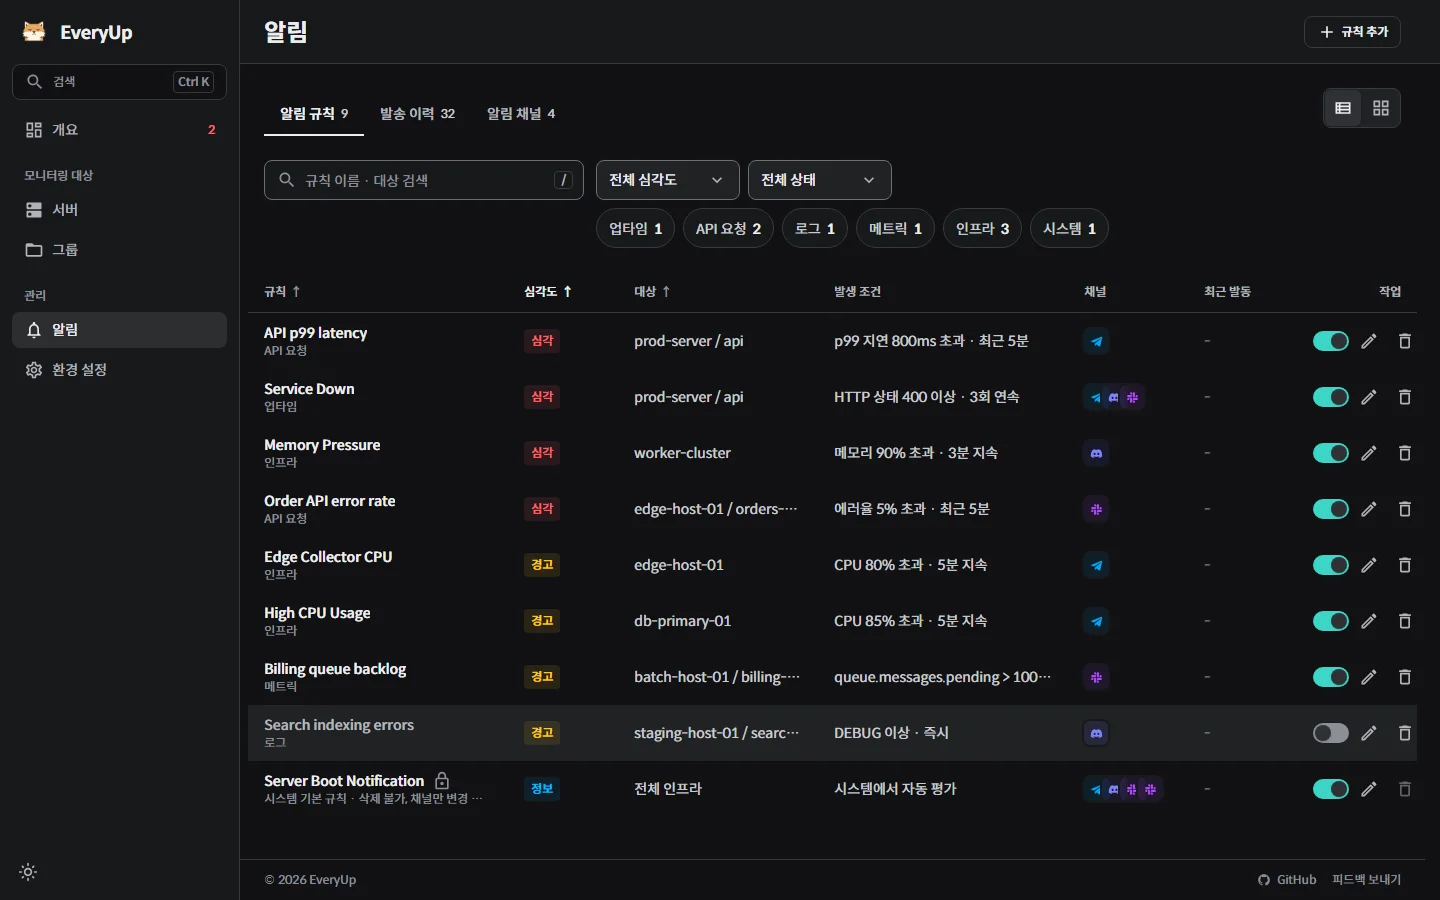 EveryUp
검색 Ctrl K
개요 2
모니터링 대상
서버
그룹
관리
알림
환경 설정
알림
규칙 추가
알림 규칙 9 발송 이력 32 알림 채널 4
규칙 이름 · 대상 검색 /
전체 심각도
전체 상태
업타임 1 API 요청 2 로그 1 메트릭 1 인프라 3 시스템 1
규칙 ↑ 심각도 ↑ 대상 ↑ 발생 조건 채널 최근 발동 작업
API p99 latency
API 요청
심각 prod-server / api p99 지연 800ms 초과 · 최근 5분 -
Service Down
업타임
심각 prod-server / api HTTP 상태 400 이상 · 3회 연속 -
Memory Pressure
인프라
심각 worker-cluster 메모리 90% 초과 · 3분 지속 -
Order API error rate
API 요청
심각 edge-host-01 / orders-··· 에러율 5% 초과 · 최근 5분 -
Edge Collector CPU
인프라
경고 edge-host-01 CPU 80% 초과 · 5분 지속 -
High CPU Usage
인프라
경고 db-primary-01 CPU 85% 초과 · 5분 지속 -
Billing queue backlog
메트릭
경고 batch-host-01 / billing-··· queue.messages.pending > 100··· -
Search indexing errors
로그
경고 staging-host-01 / searc··· DEBUG 이상 · 즉시 -
Server Boot Notification
시스템 기본 규칙 · 삭제 불가, 채널만 변경 ···
정보 전체 인프라 시스템에서 자동 평가 -
© 2026 EveryUp
GitHub 피드백 보내기